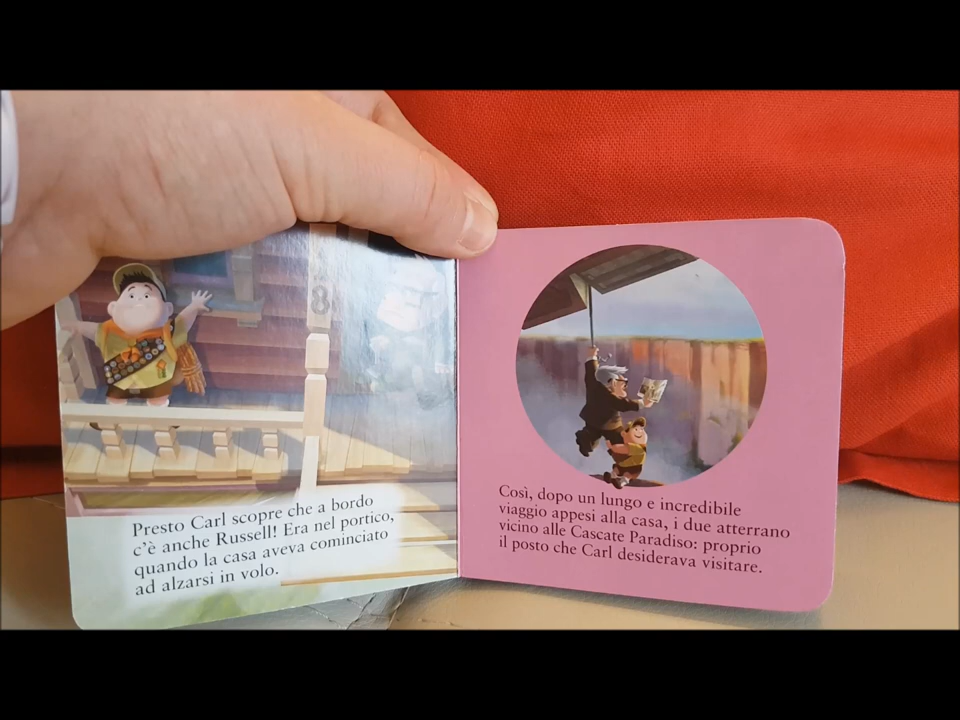 8
Presto Carl scopre che a bordo
c'è anche Russell! Era nel portico,
quando la casa aveva cominciato
ad alzarsi in volo.
Così, dopo un lungo e incredibile
viaggio appesi alla casa, i due atterrano
vicino alle Cascate Paradiso: proprio
il posto che Carl desiderava visitare.